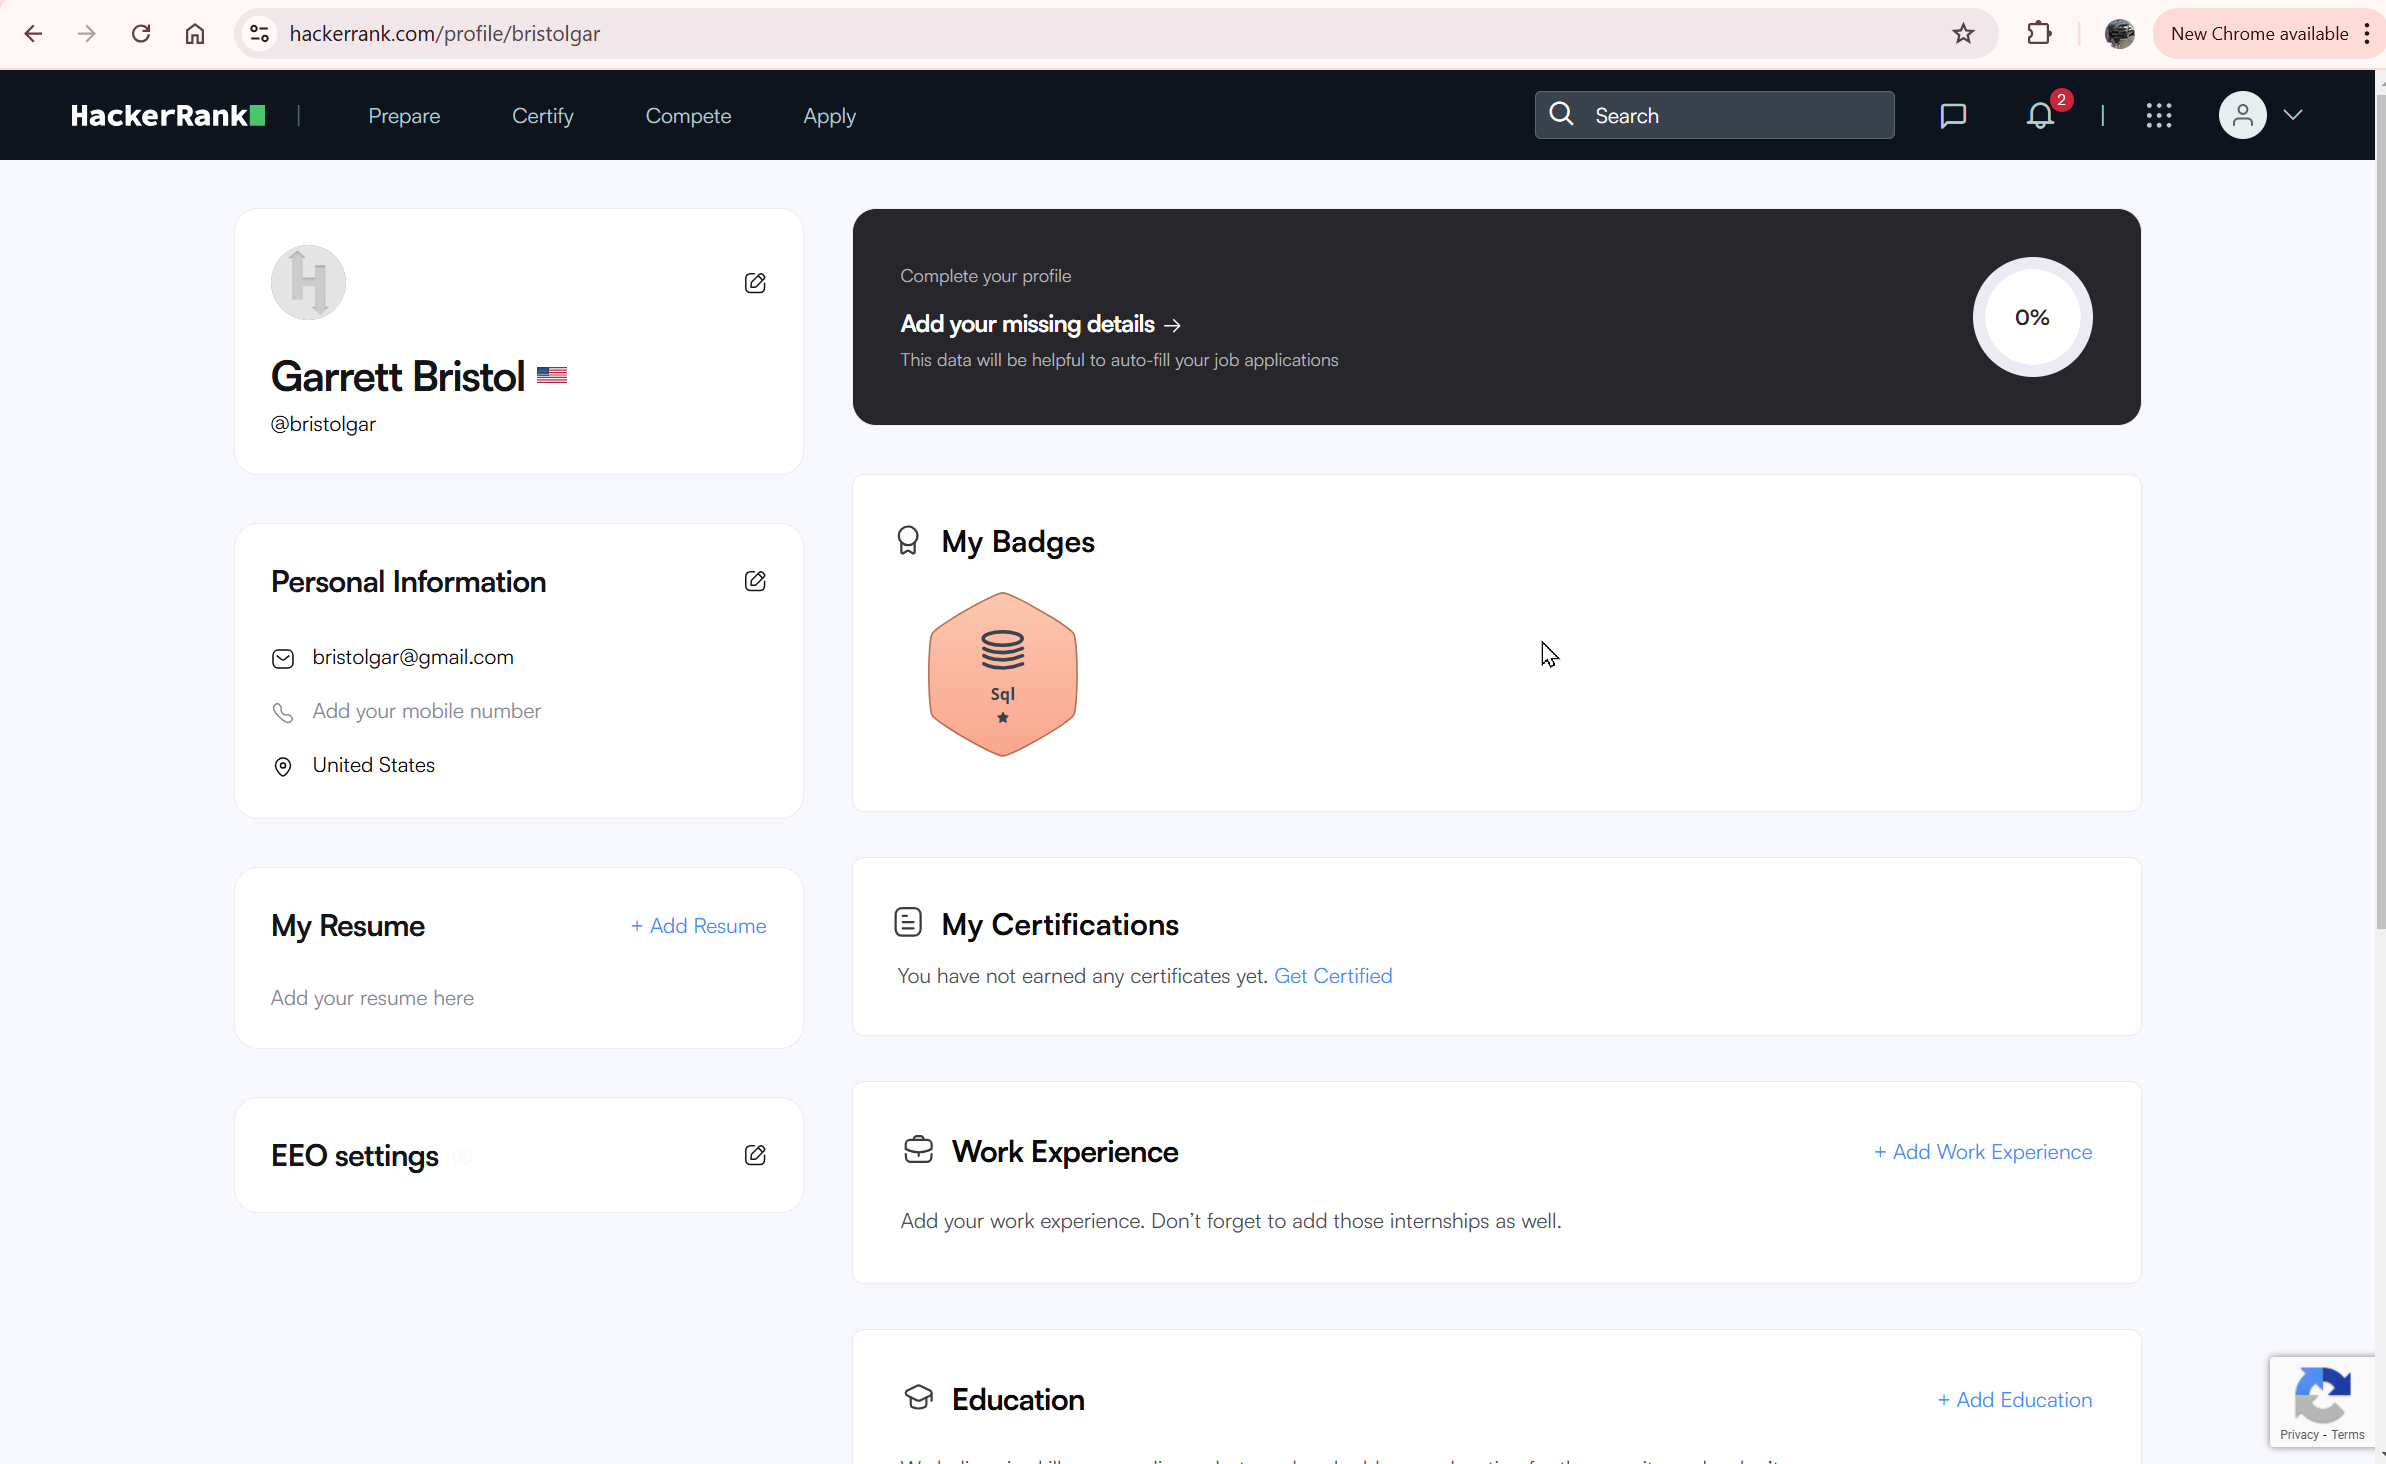 hackerrank.com/profile/bristolgar
New Chrome available
HackerRank
Prepare
Certify
Compete
Apply
Search
2
Garrett Bristol
@bristolgar
Complete your profile
Add your missing details →
This data will be helpful to auto-fill your job applications
0%
Personal Information
bristolgar@gmail.com
Add your mobile number
United States
My Badges
Sql
My Resume
+ Add Resume
Add your resume here
My Certifications
You have not earned any certificates yet. Get Certified
EEO settings
Work Experience
+ Add Work Experience
Add your work experience. Don't forget to add those internships as well.
Education
+ Add Education
Privacy - Terms